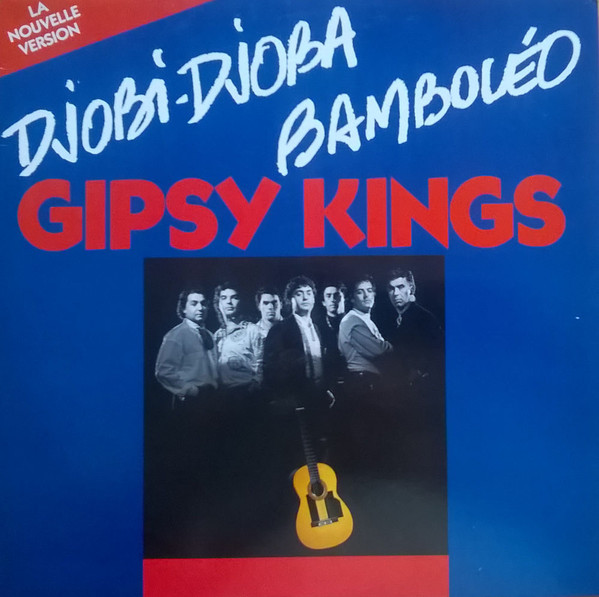 LA
NOUVELLE
VERSION
DJOBI-DJOBA
BAMBOLÉO
GIPSY KINGS